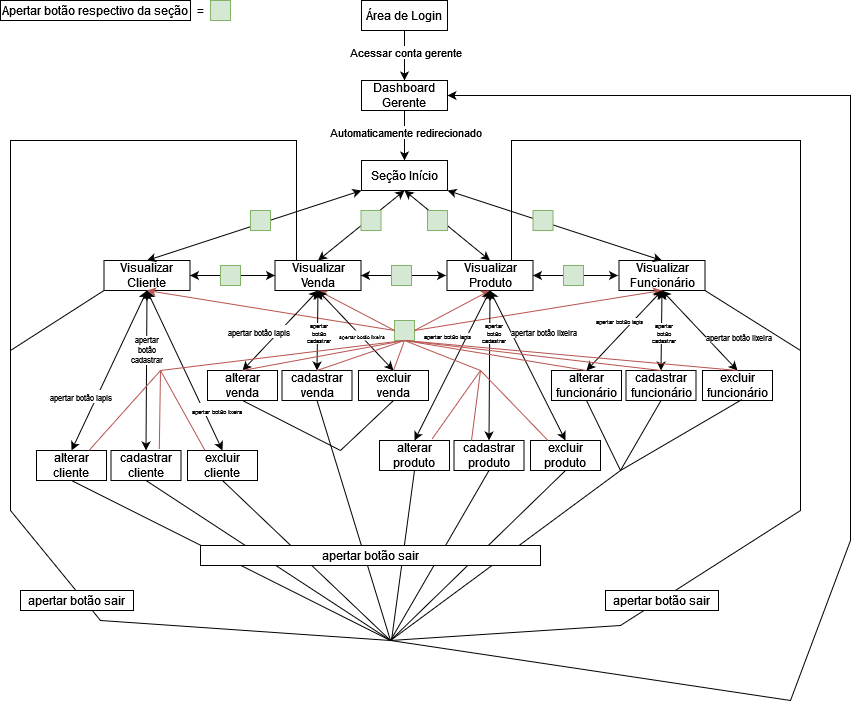 Apertar botão respectivo da seção =
Área de Login
Acessar conta gerente
Dashboard
Gerente
Automaticamente redirecionado
Seção Início
Visualizar
Cliente
Visualizar
Venda
Visualizar
Produto
Visualizar
Funcionário
apertar botão lapis
apertar
botão
cadastrar
apertar botão lixeira
apertar botão lapis
apertar
botão
cadastrar
apertar botão lixeira
apertar botão lapis
apertar
botão
cadastrar
apertar botão lixeira
apertar botão lapis
apertar
botão
cadastrar
apertar botão lixeira
alterar
venda
cadastrar
venda
excluir
venda
alterar
funcionário
cadastrar
funcionário
excluir
funcionário
alterar
cliente
cadastrar
cliente
excluir
cliente
alterar
produto
cadastrar
produto
excluir
produto
apertar botão sair
apertar botão sair
apertar botão sair